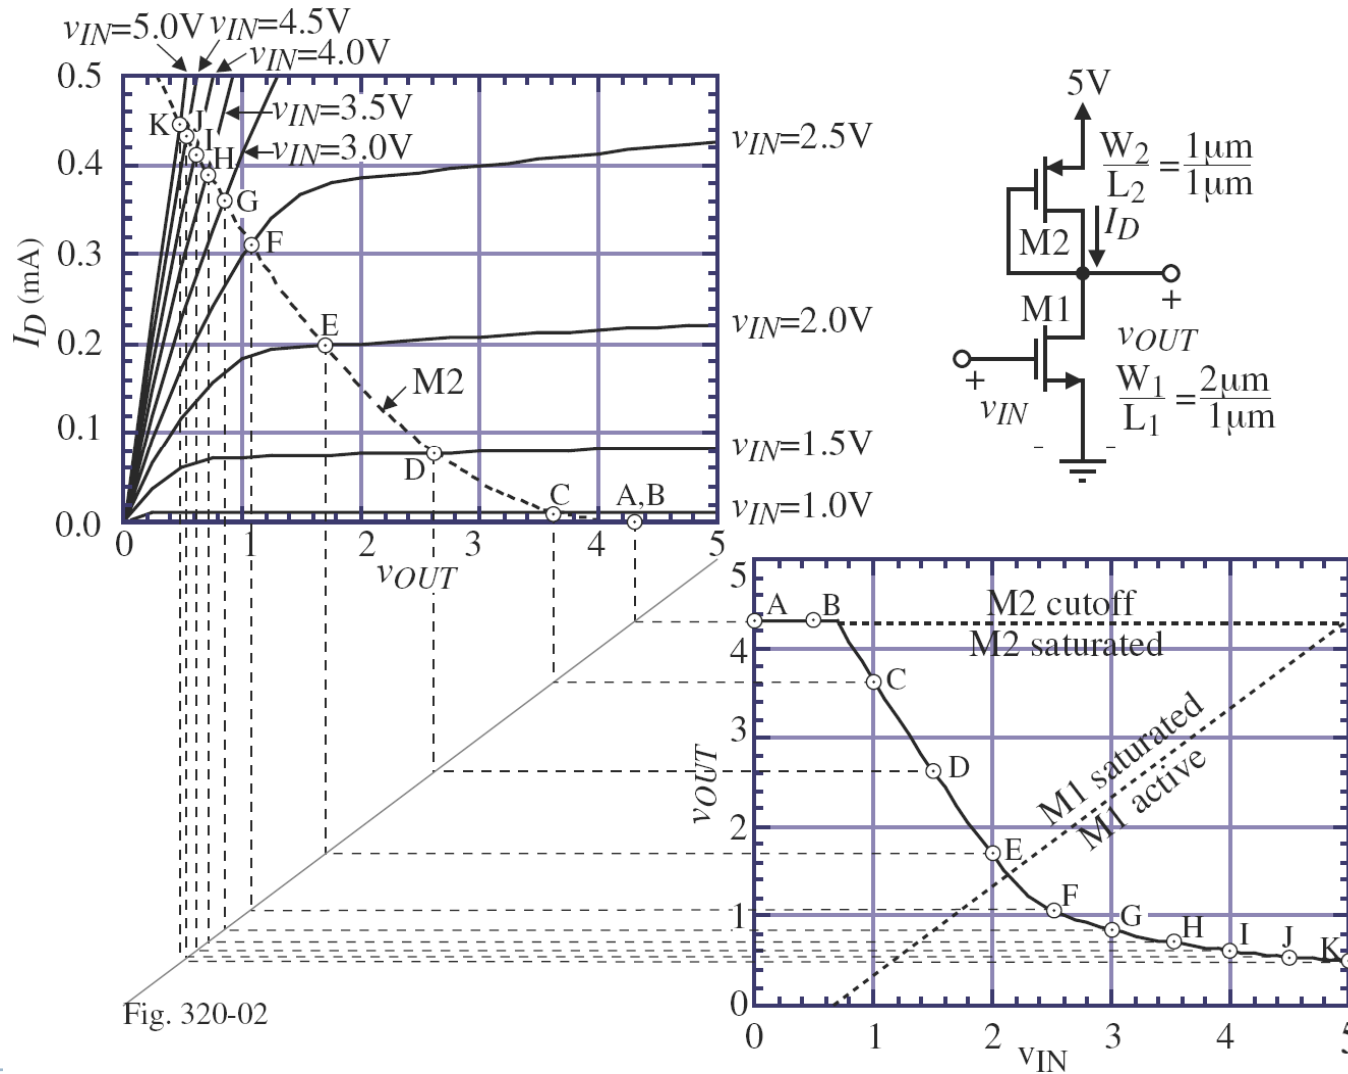 vIN=5.0V
vIN=4.5V
vIN=4.0V
vIN=3.5V
vIN=3.0V
K
J
I
H
G
F
E
D
C
A,B
M2
0.5
0.4
0.3
0.2
0.1
0.0
ID (mA)
0
1
2
3
4
5
vOUT
vIN=2.5V
vIN=2.0V
vIN=1.5V
vIN=1.0V
5V
W2/L2 = 1μm/1μm
M2
ID
M1
+
vOUT
+
vIN
W1/L1 = 2μm/1μm
-
-
5
4
3
2
1
0
vOUT
A
B
M2 cutoff
M2 saturated
C
D
M1 saturated
M1 active
E
F
G
H
I
J
K
0
1
2
3
4
5
vIN
Fig. 320-02